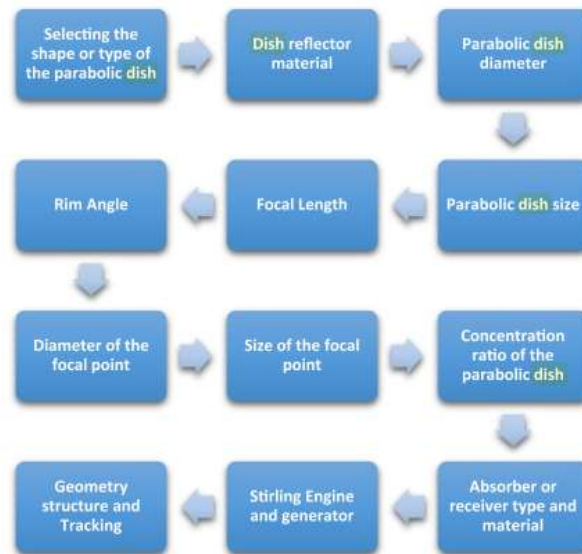 Selecting the
shape or type of
the parabolic dish
Dish reflector
material
Parabolic dish
diameter
Parabolic dish size
Focal Length
Rim Angle
Diameter of the
focal point
Size of the focal
point
Concentration
ratio of the
parabolic dish
Absorber or
receiver type and
material
Stirling Engine
and generator
Geometry
structure and
Tracking